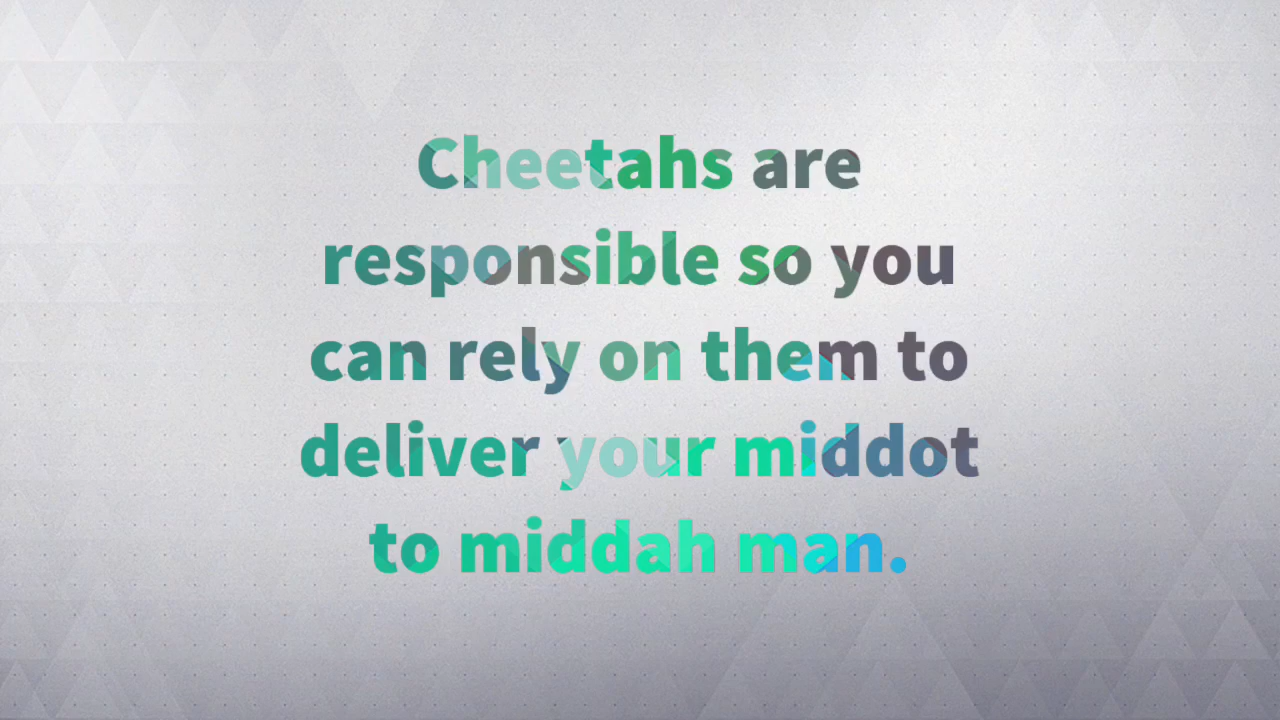 Cheetahs are
responsible so you
can rely on them to
deliver your middot
to middah man.